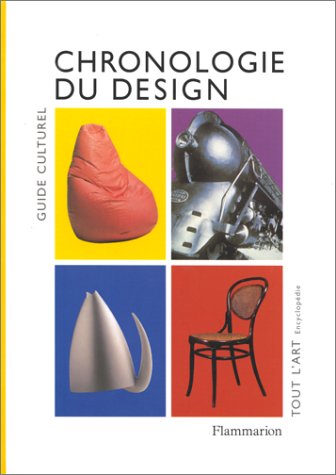 CHRONOLOGIE
DU DESIGN
GUIDE CULTUREL
TOUT L'ART Encyclopédie
Flammarion